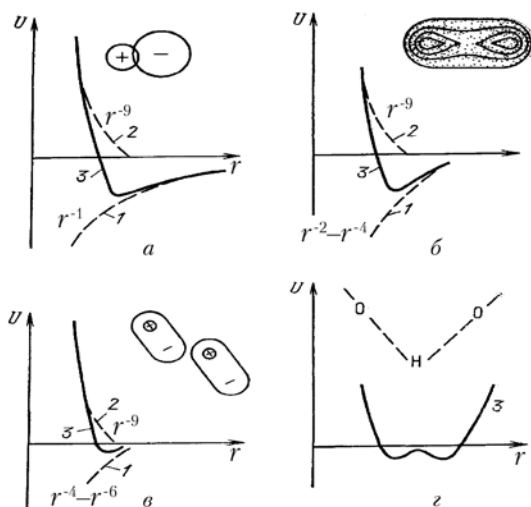 U
+ −
r⁻⁹
2
3
r
r⁻¹
1
а
U
r⁻⁹
2
3
r
r⁻²−r⁻⁴
1
б
U
+
−
+
−
2
r⁻⁹
3
r
1
r⁻⁴−r⁻⁶
в
U
O O
H
3
r
г